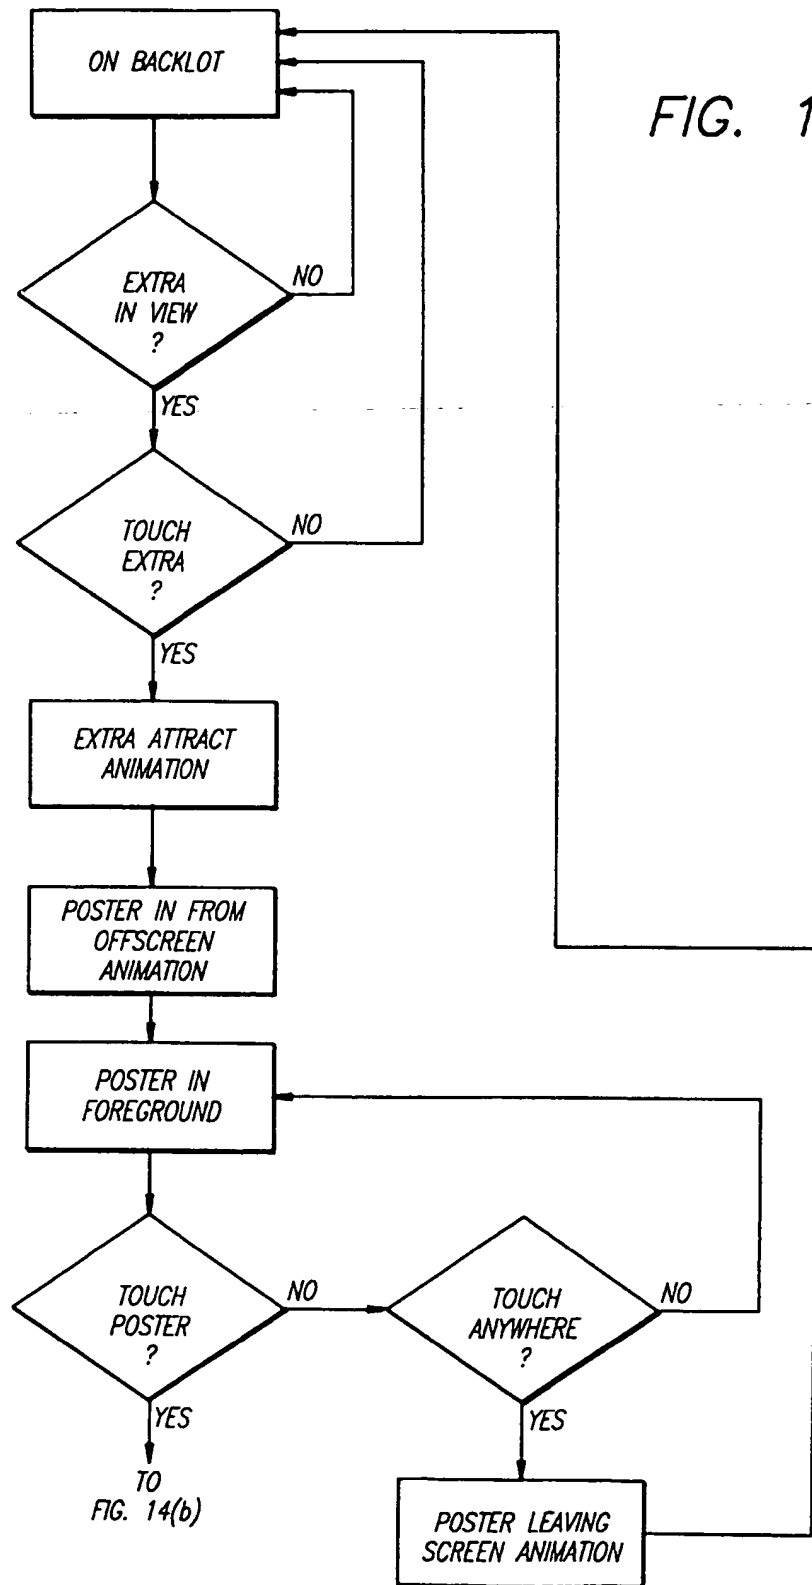 ON BACKLOT
FIG. 1
EXTRA
IN VIEW
?
NO
YES
TOUCH
EXTRA
?
NO
YES
EXTRA ATTRACT
ANIMATION
POSTER IN FROM
OFFSCREEN
ANIMATION
POSTER IN
FOREGROUND
TOUCH
POSTER
?
NO
TOUCH
ANYWHERE
?
NO
YES
TO
FIG. 14(b)
YES
POSTER LEAVING
SCREEN ANIMATION